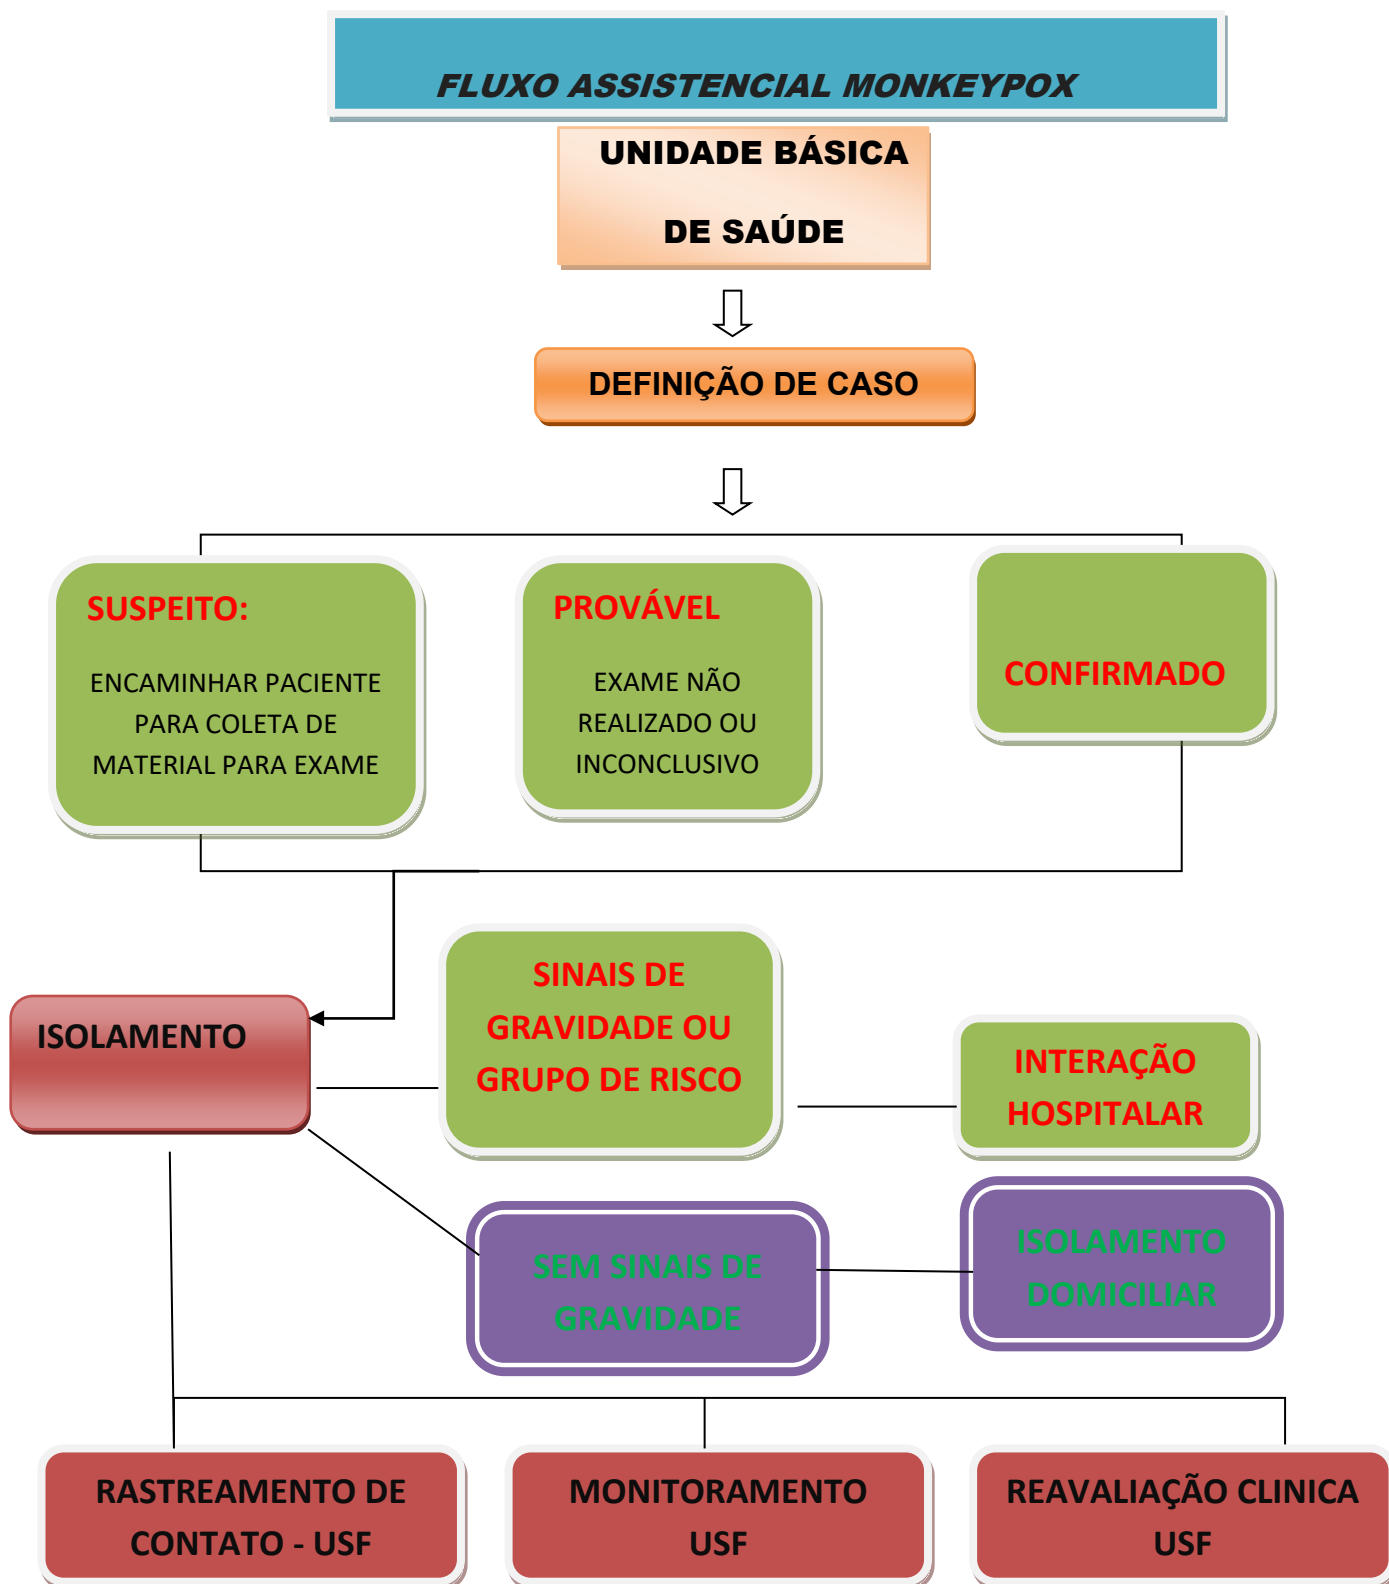 FLUXO ASSISTENCIAL MONKEYPOX
UNIDADE BÁSICA
DE SAÚDE
DEFINIÇÃO DE CASO
SUSPEITO:
ENCAMINHAR PACIENTE
PARA COLETA DE
MATERIAL PARA EXAME
PROVÁVEL
EXAME NÃO
REALIZADO OU
INCONCLUSIVO
CONFIRMADO
ISOLAMENTO
SINAIS DE
GRAVIDADE OU
GRUPO DE RISCO
INTERAÇÃO
HOSPITALAR
SEM SINAIS DE
GRAVIDADE
ISOLAMENTO
DOMICILIAR
RASTREAMENTO DE
CONTATO - USF
MONITORAMENTO
USF
REAVALIAÇÃO CLINICA
USF